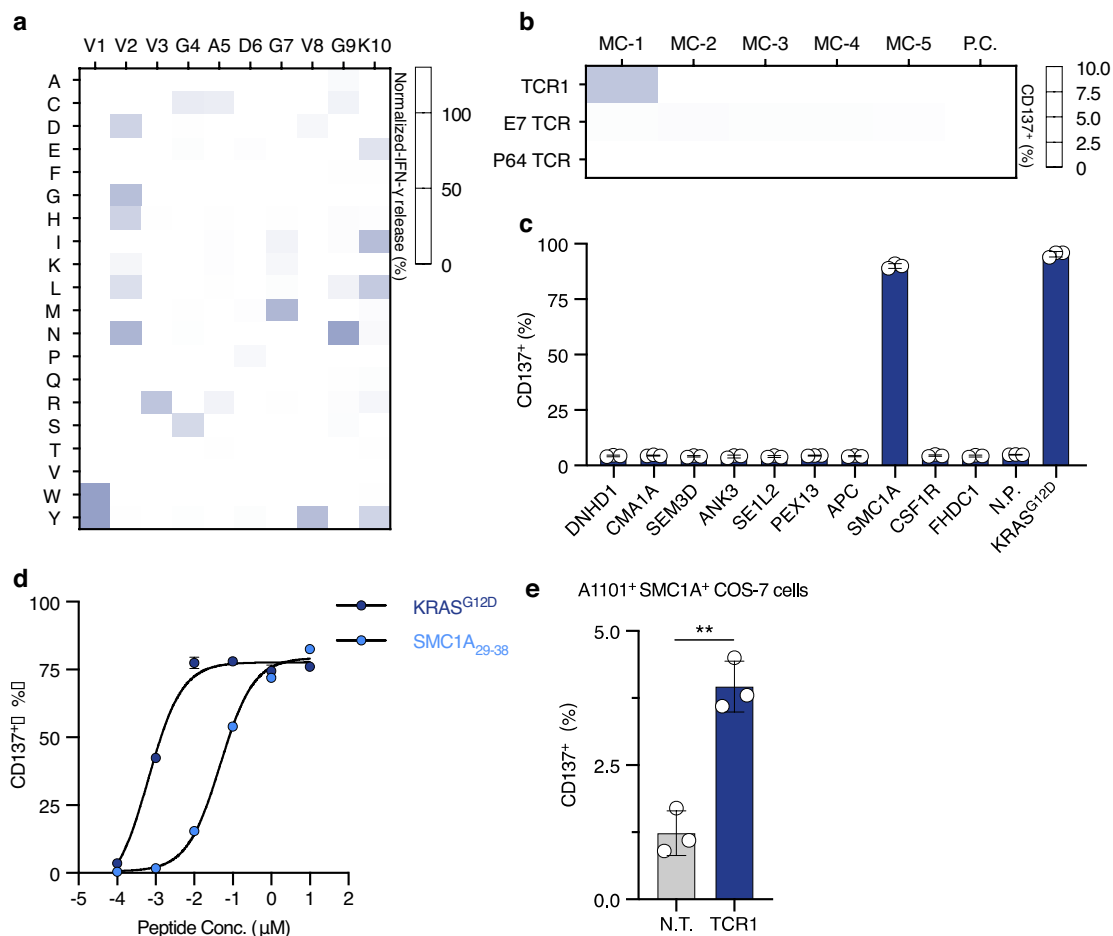 a
V1 V2 V3 G4 A5 D6 G7 V8 G9 K10
A
C
D
E
F
G
H
I
K
L
M
N
P
Q
R
S
T
V
W
Y
100
50
0
Normalized-IFN-γ release (%)
b
MC-1 MC-2 MC-3 MC-4 MC-5 P.C.
TCR1
E7 TCR
P64 TCR
10.0
7.5
5.0
2.5
0
CD137⁺ (%)
c
100
75
50
25
0
CD137⁺ (%)
DNHD1
CMA1A
SEM3D
ANK3
SE1L2
PEX13
APC
SMC1A
CSF1R
FHDC1
N.P.
KRASᴳ¹²ᴰ
d
100
75
50
25
0
CD137⁺▯ %▯
-5 -4 -3 -2 -1 0 1 2
Peptide Conc. (μM)
KRASᴳ¹²ᴰ
SMC1A₂₉₋₃₈
e
A1101⁺ SMC1A⁺ COS-7 cells
**
5.0
2.5
0.0
CD137⁺ (%)
N.T. TCR1